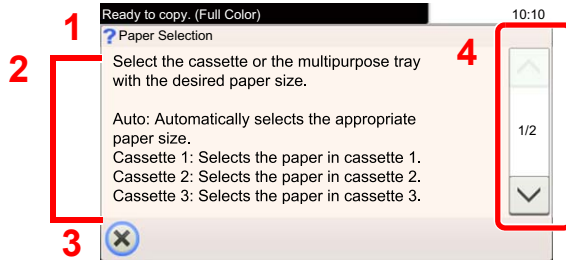 Ready to copy. (Full Color)
10:10
1
? Paper Selection
4
2
Select the cassette or the multipurpose tray
with the desired paper size.
Auto: Automatically selects the appropriate
paper size.
1/2
Cassette 1: Selects the paper in cassette 1.
Cassette 2: Selects the paper in cassette 2.
Cassette 3: Selects the paper in cassette 3.
3